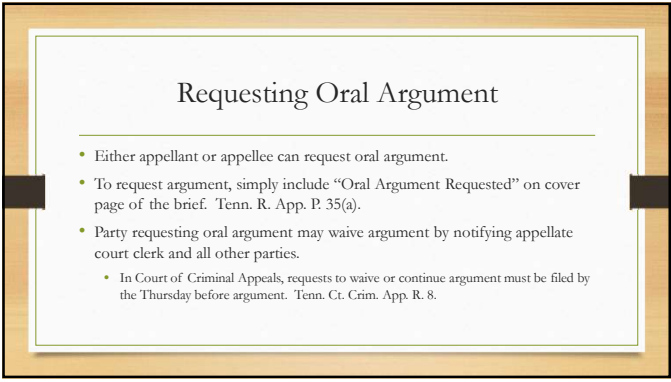 Requesting Oral Argument
• Either appellant or appellee can request oral argument.
• To request argument, simply include “Oral Argument Requested” on cover
page of the brief. Tenn. R. App. P. 35(a).
• Party requesting oral argument may waive argument by notifying appellate
court clerk and all other parties.
• In Court of Criminal Appeals, requests to waive or continue argument must be filed by
the Thursday before argument. Tenn. Ct. Crim. App. R. 8.